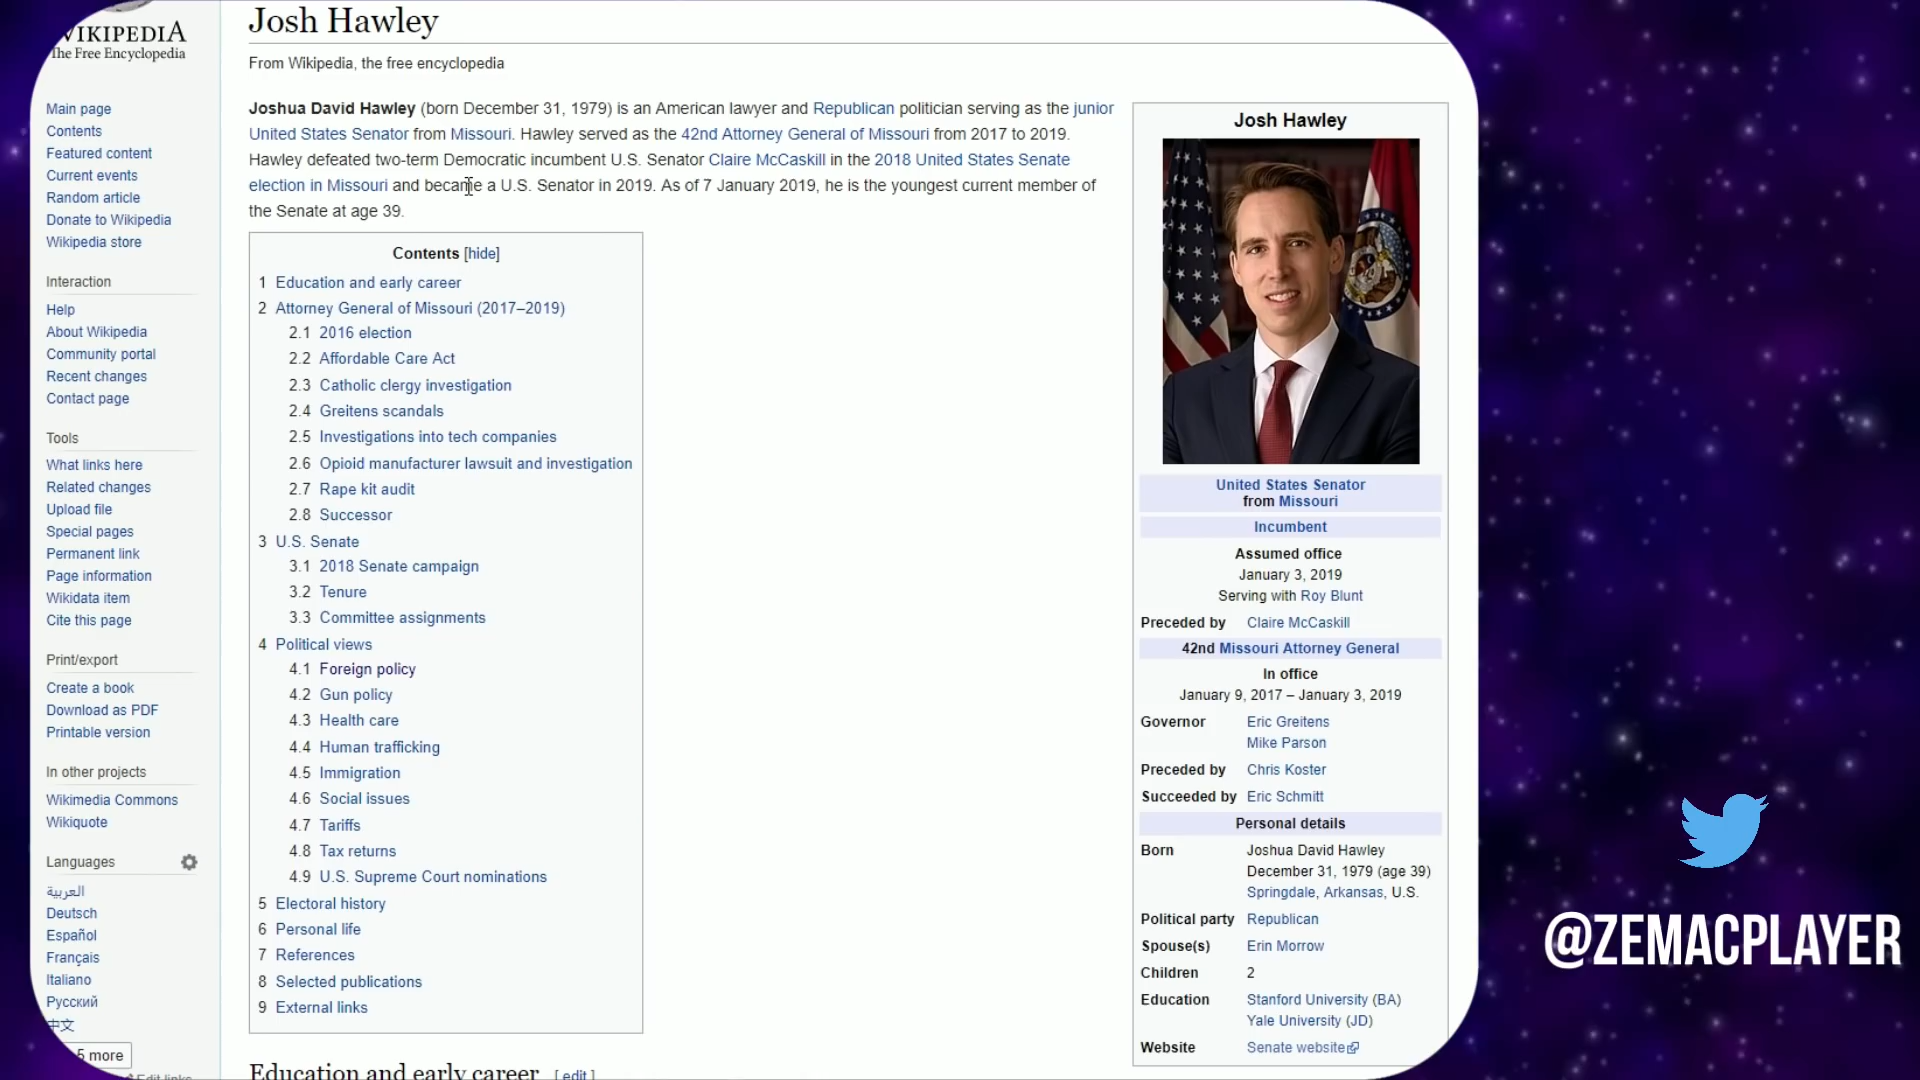 WIKIPEDIA
The Free Encyclopedia
Main page
Contents
Featured content
Current events
Random article
Donate to Wikipedia
Wikipedia store
Interaction
Help
About Wikipedia
Community portal
Recent changes
Contact page
Tools
What links here
Related changes
Upload file
Special pages
Permanent link
Page information
Wikidata item
Cite this page
Print/export
Create a book
Download as PDF
Printable version
In other projects
Wikimedia Commons
Wikiquote
Languages
العربية
Deutsch
Español
Français
Italiano
Русский
中文
5 more
Edit links
Josh Hawley
From Wikipedia, the free encyclopedia
Joshua David Hawley (born December 31, 1979) is an American lawyer and Republican politician serving as the junior
United States Senator from Missouri. Hawley served as the 42nd Attorney General of Missouri from 2017 to 2019.
Hawley defeated two-term Democratic incumbent U.S. Senator Claire McCaskill in the 2018 United States Senate
election in Missouri and became a U.S. Senator in 2019. As of 7 January 2019, he is the youngest current member of
the Senate at age 39.
Contents [hide]
1 Education and early career
2 Attorney General of Missouri (2017–2019)
2.1 2016 election
2.2 Affordable Care Act
2.3 Catholic clergy investigation
2.4 Greitens scandals
2.5 Investigations into tech companies
2.6 Opioid manufacturer lawsuit and investigation
2.7 Rape kit audit
2.8 Successor
3 U.S. Senate
3.1 2018 Senate campaign
3.2 Tenure
3.3 Committee assignments
4 Political views
4.1 Foreign policy
4.2 Gun policy
4.3 Health care
4.4 Human trafficking
4.5 Immigration
4.6 Social issues
4.7 Tariffs
4.8 Tax returns
4.9 U.S. Supreme Court nominations
5 Electoral history
6 Personal life
7 References
8 Selected publications
9 External links
Education and early career [edit]
Josh Hawley
United States Senator
from Missouri
Incumbent
Assumed office
January 3, 2019
Serving with Roy Blunt
Preceded by Claire McCaskill
42nd Missouri Attorney General
In office
January 9, 2017 – January 3, 2019
Governor Eric Greitens
Mike Parson
Preceded by Chris Koster
Succeeded by Eric Schmitt
Personal details
Born Joshua David Hawley
December 31, 1979 (age 39)
Springdale, Arkansas, U.S.
Political party Republican
Spouse(s) Erin Morrow
Children 2
Education Stanford University (BA)
Yale University (JD)
Website Senate website
@ZEMACPLAYER